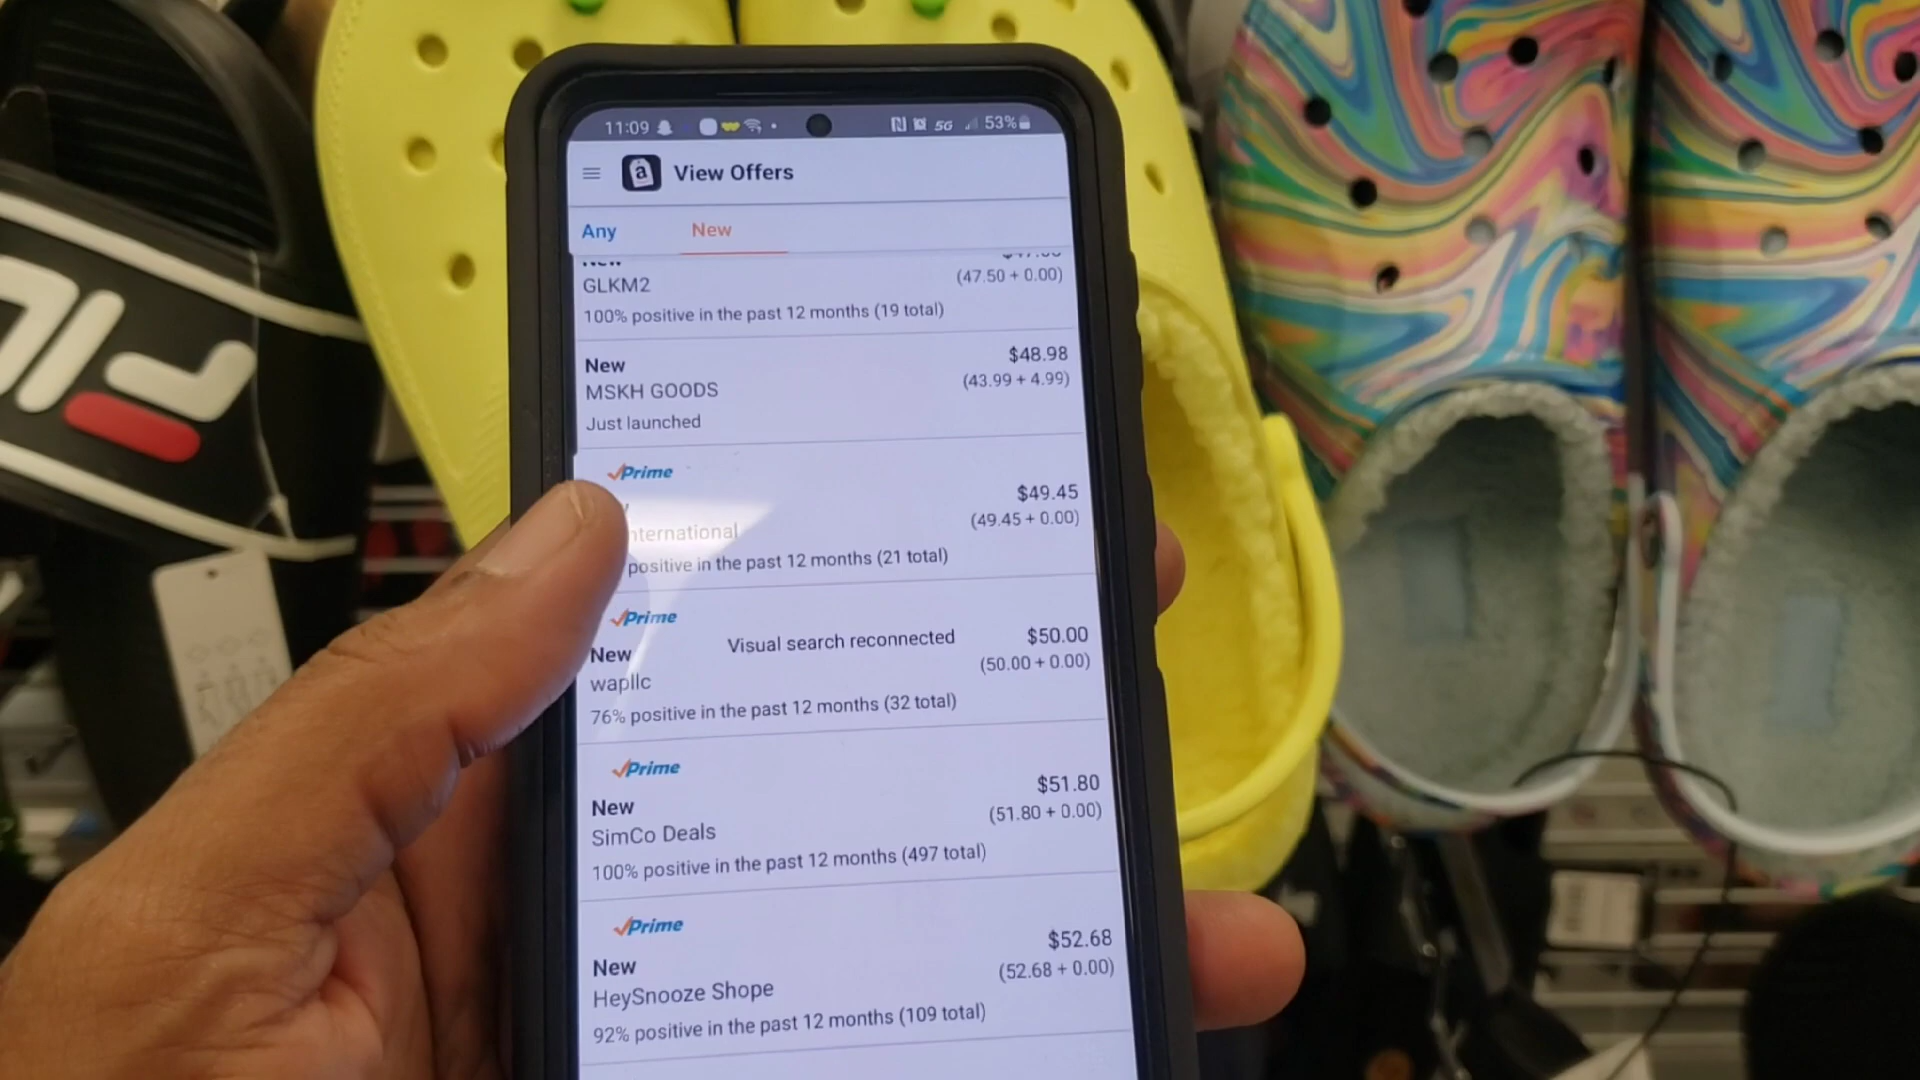 11:09 5G 53%
a View Offers
Any New
New
GLKM2
(47.50 + 0.00)
100% positive in the past 12 months (19 total)
New
$48.98
MSKH GOODS
(43.99 + 4.99)
Just launched
Prime
$49.45
nternational
(49.45 + 0.00)
positive in the past 12 months (21 total)
Prime
New
Visual search reconnected
$50.00
wapllc
(50.00 + 0.00)
76% positive in the past 12 months (32 total)
Prime
New
$51.80
SimCo Deals
(51.80 + 0.00)
100% positive in the past 12 months (497 total)
Prime
New
$52.68
HeySnooze Shope
(52.68 + 0.00)
92% positive in the past 12 months (109 total)